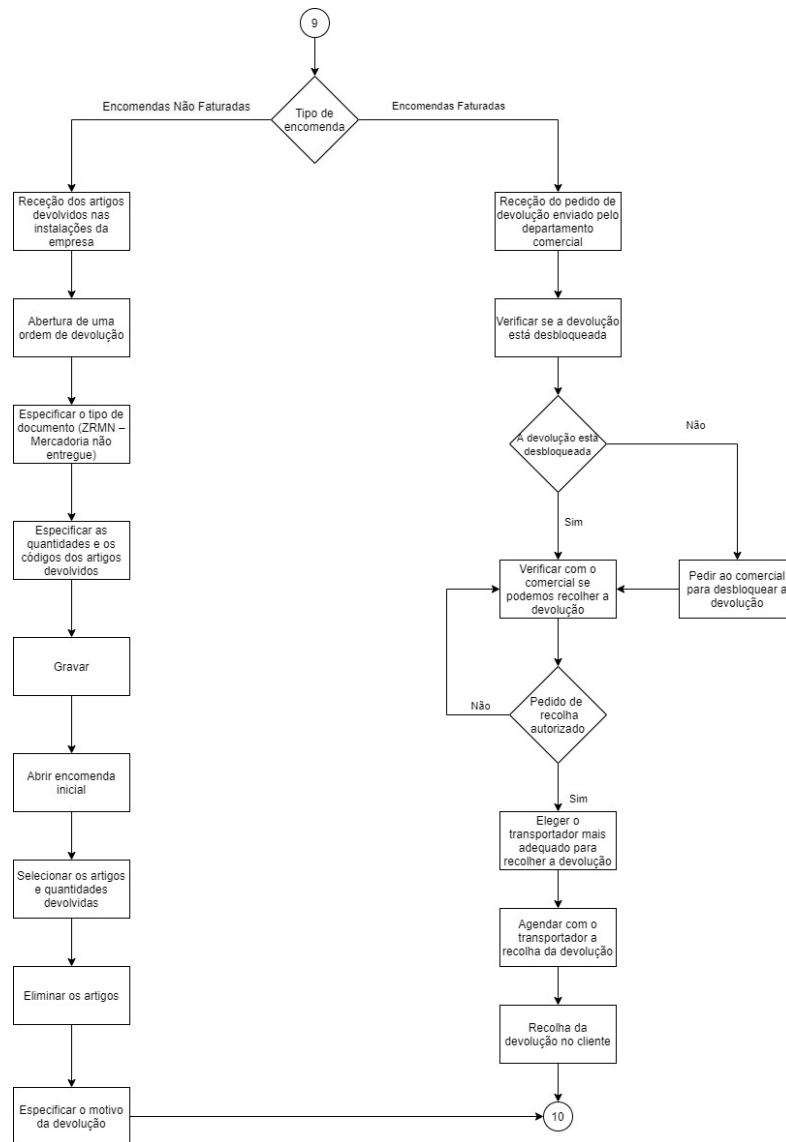 9
Tipo de
encomenda
Encomendas Não Faturadas
Encomendas Faturadas
Receção dos artigos
devolvidos nas
instalações da
empresa
Abertura de uma
ordem de devolução
Especificar o tipo de
documento (ZRMN –
Mercadoria não
entregue)
Especificar as
quantidades e os
códigos dos artigos
devolvidos
Gravar
Abrir encomenda
inicial
Selecionar os artigos
e quantidades
devolvidas
Eliminar os artigos
Especificar o motivo
da devolução
Receção do pedido de
devolução enviado pelo
departamento
comercial
Verificar se a devolução
está desbloqueada
A devolução está
desbloqueada
Não
Sim
Pedir ao comercial
para desbloquear a
devolução
Verificar com o
comercial se
podemos recolher a
devolução
Pedido de
recolha
autorizado
Não
Sim
Eleger o
transportador mais
adequado para
recolher a devolução
Agendar com o
transportador a
recolha da devolução
Recolha da
devolução no cliente
10